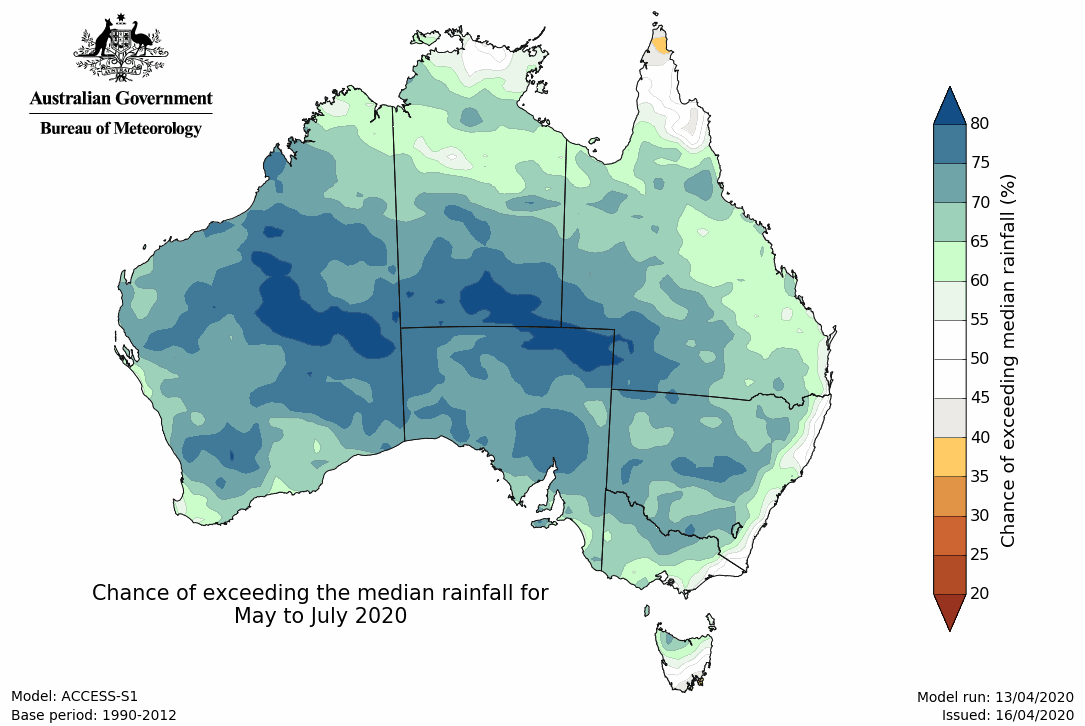 AUSTRALIA
Australian Government
Bureau of Meteorology
80
75
70
65
60
55
50
45
40
35
30
25
20
Chance of exceeding median rainfall (%)
Chance of exceeding the median rainfall for
May to July 2020
Model: ACCESS-S1
Base period: 1990-2012
Model run: 13/04/2020
Issued: 16/04/2020